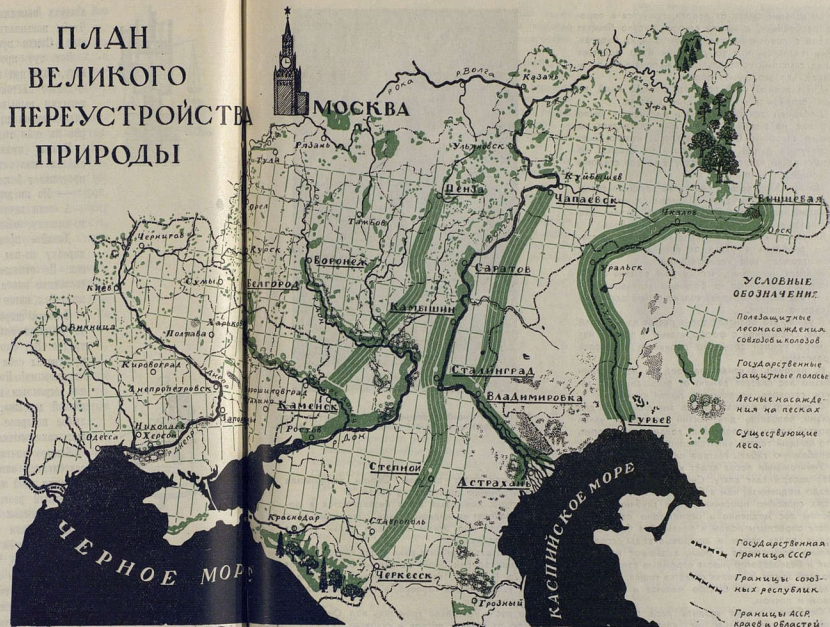 ПЛАН
ВЕЛИКОГО
ПЕРЕУСТРОЙСТВА
ПРИРОДЫ
МОСКВА
р.Ока
р.Волга
Казань
Уфа
Рязань
Ульяновск
Тула
Куйбышев
Пенза
Чапаевск
Вишневая
Чкалов
Орск
Орел
Тамбов
Чернигов
Курск
Воронеж
Саратов
Уральск
Киев
Сумы
Белгород
Камышин
Винница
Полтава
Харьков
Сталинград
Кировоград
Днепропетровск
Ворошиловград
Владимировка
Каменск
Николаев
Одесса
Херсон
р.Днепр
Ростов
Дон
Гурьев
Степной
Астрахань
Краснодар
Ставрополь
Черкесск
Грозный
ЧЕРНОЕ МОРЕ
КАСПИЙСКОЕ МОРЕ
УСЛОВНЫЕ
ОБОЗНАЧЕНИЯ:
Полезащитные
лесонасаждения
совхозов и колхозов
Государственные
защитные полосы
Лесные насажде-
ния на песках
Существующие
леса.
Государственная
граница СССР
Границы союз-
ных республик
Границы АССР,
краев и областей